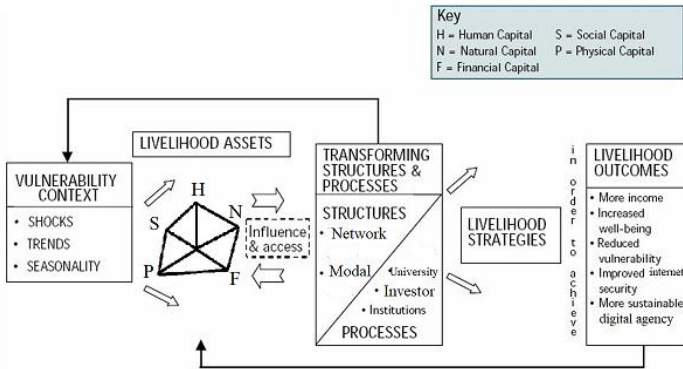 Key
H = Human Capital S = Social Capital
N = Natural Capital P = Physical Capital
F = Financial Capital
LIVELIHOOD ASSETS
VULNERABILITY
CONTEXT
• SHOCKS
• TRENDS
• SEASONALITY
H
S
N
P
F
Influence
& access
TRANSFORMING
STRUCTURES &
PROCESSES
STRUCTURES
• Network
• Modal
• University
• Investor
• Institutions
PROCESSES
LIVELIHOOD
STRATEGIES
in order to achieve
LIVELIHOOD
OUTCOMES
• More income
• Increased
well-being
• Reduced
vulnerability
• Improved internet
security
• More sustainable
digital agency